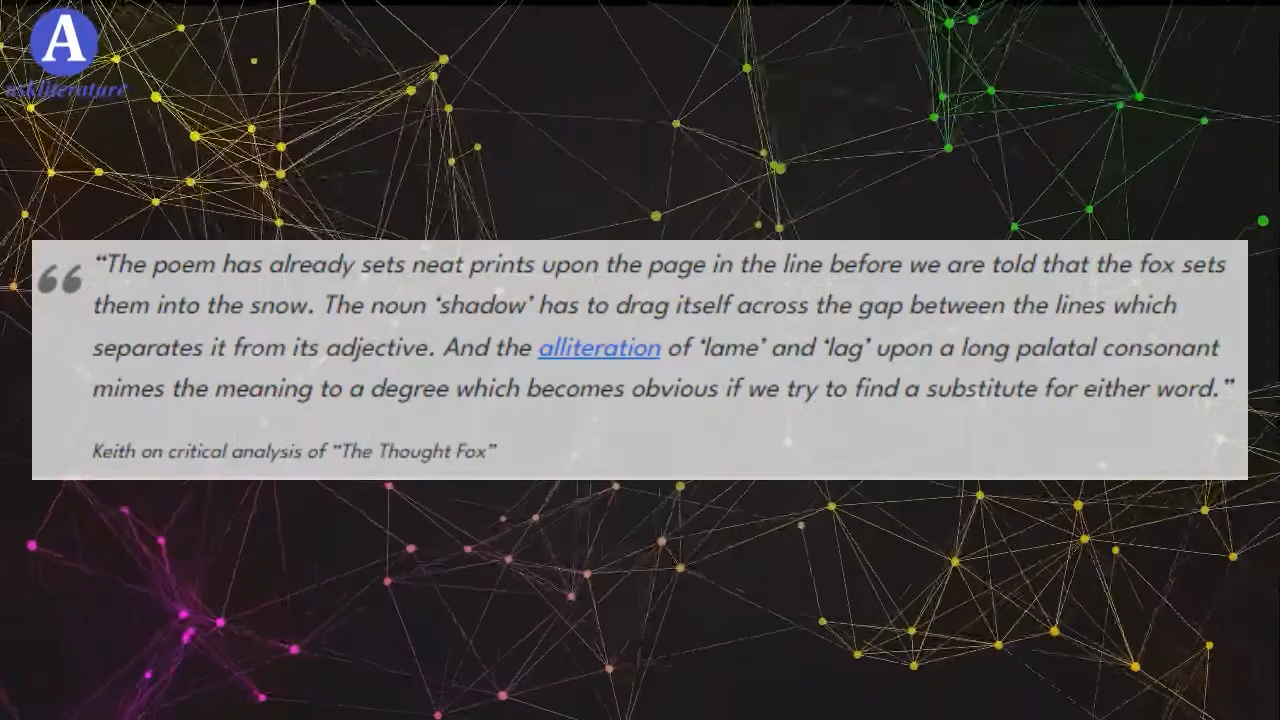 A
askliterature
“The poem has already sets neat prints upon the page in the line before we are told that the fox sets
them into the snow. The noun ‘shadow’ has to drag itself across the gap between the lines which
separates it from its adjective. And the alliteration of ‘lame’ and ‘lag’ upon a long palatal consonant
mimes the meaning to a degree which becomes obvious if we try to find a substitute for either word.”
Keith on critical analysis of “The Thought Fox”